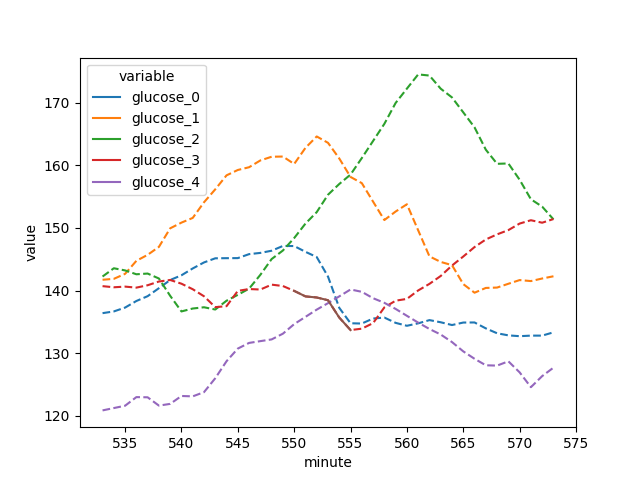 variable
glucose_0
glucose_1
glucose_2
glucose_3
glucose_4
value
170
160
150
140
130
120
535 540 545 550 555 560 565 570 575
minute